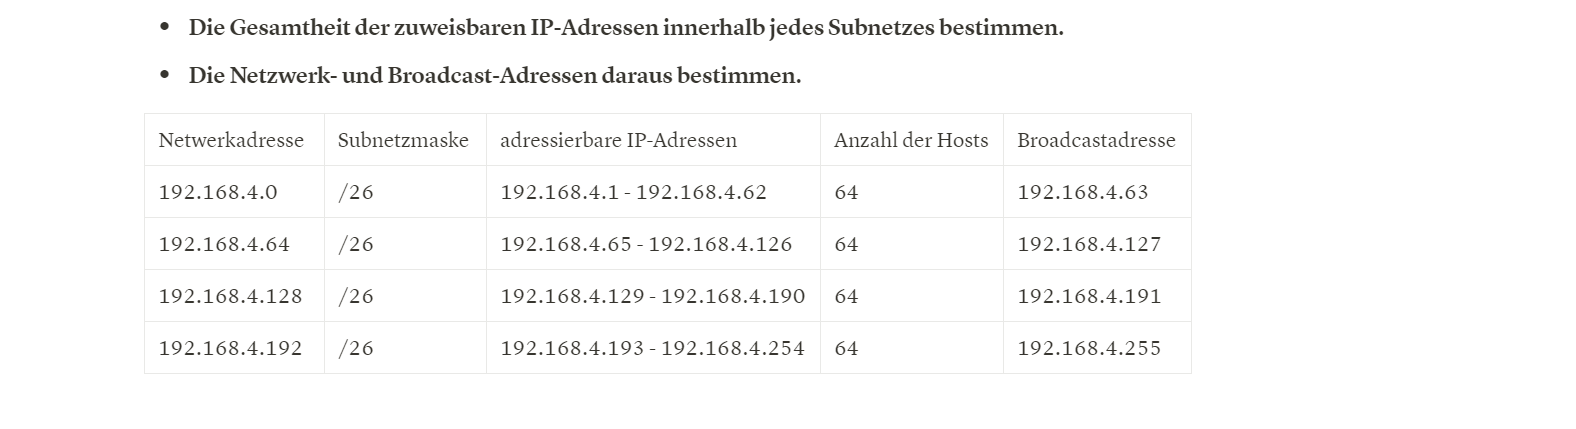 • Die Gesamtheit der zuweisbaren IP-Adressen innerhalb jedes Subnetzes bestimmen.
• Die Netzwerk- und Broadcast-Adressen daraus bestimmen.
Netwerkadresse Subnetzmaske adressierbare IP-Adressen Anzahl der Hosts Broadcastadresse
192.168.4.0 /26 192.168.4.1 - 192.168.4.62 64 192.168.4.63
192.168.4.64 /26 192.168.4.65 - 192.168.4.126 64 192.168.4.127
192.168.4.128 /26 192.168.4.129 - 192.168.4.190 64 192.168.4.191
192.168.4.192 /26 192.168.4.193 - 192.168.4.254 64 192.168.4.255